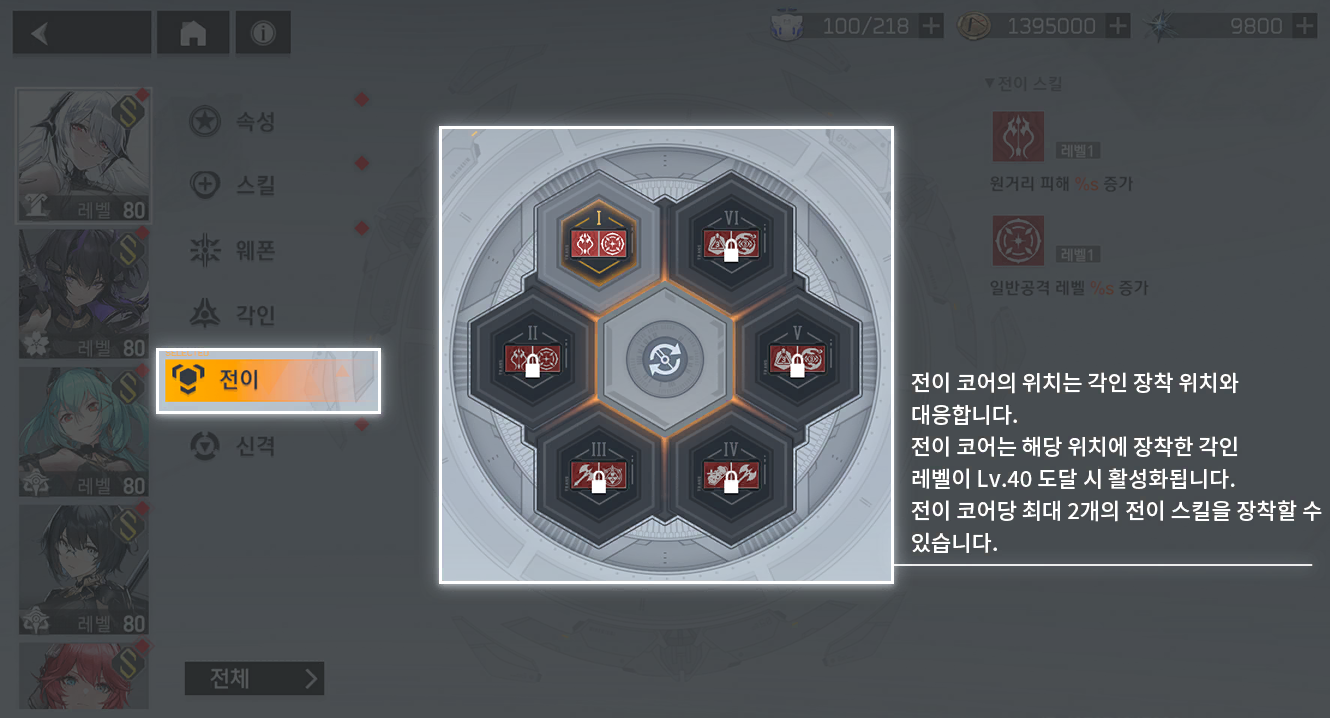 100/218
1395000
9800
속성
스킬
웨폰
각인
전이
신격
전체
레벨 80
레벨 80
레벨 80
레벨 80
I
VI
II
V
III
IV
▼전이 스킬
레벨1
원거리 피해 %s 증가
레벨1
일반공격 레벨 %s 증가
전이 코어의 위치는 각인 장착 위치와
대응합니다.
전이 코어는 해당 위치에 장착한 각인
레벨이 Lv.40 도달 시 활성화됩니다.
전이 코어당 최대 2개의 전이 스킬을 장착할 수
있습니다.